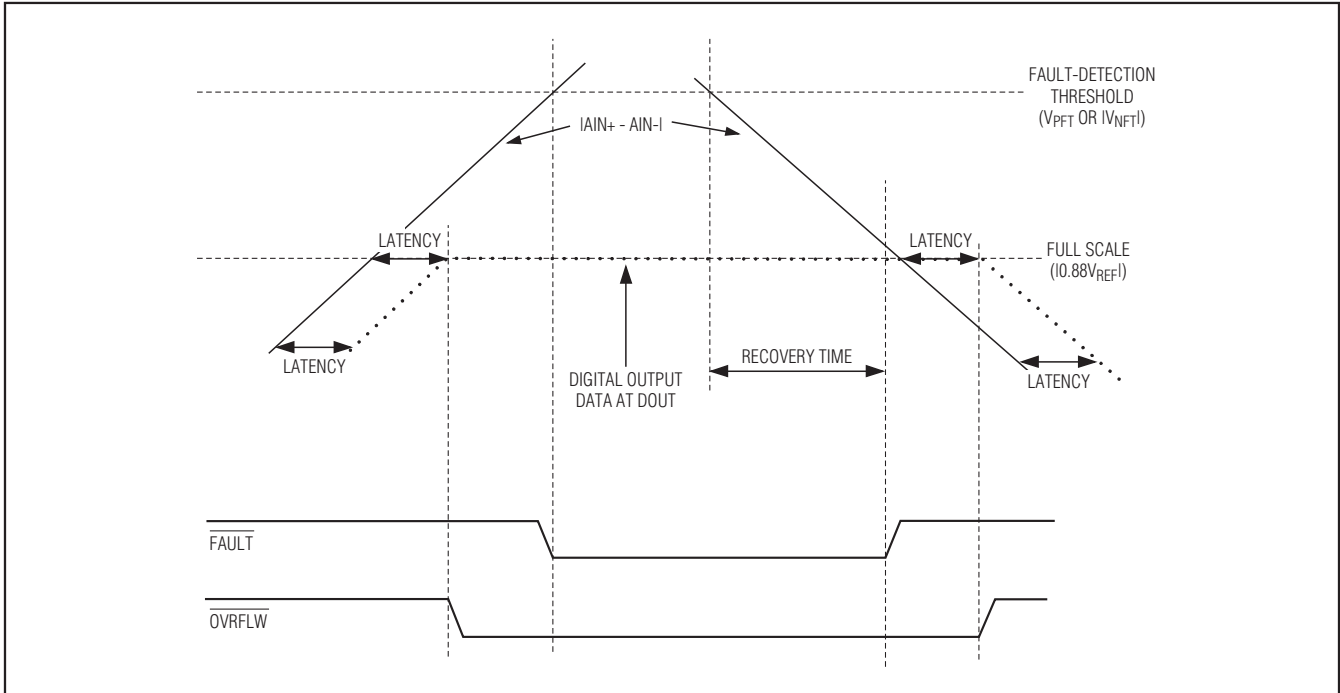 FAULT-DETECTION
THRESHOLD
(VPFT OR |VNFT|)
|AIN+ - AIN-|
LATENCY
LATENCY
FULL SCALE
(|0.88VREF|)
LATENCY
RECOVERY TIME
DIGITAL OUTPUT
DATA AT DOUT
LATENCY
FAULT
OVRFLW